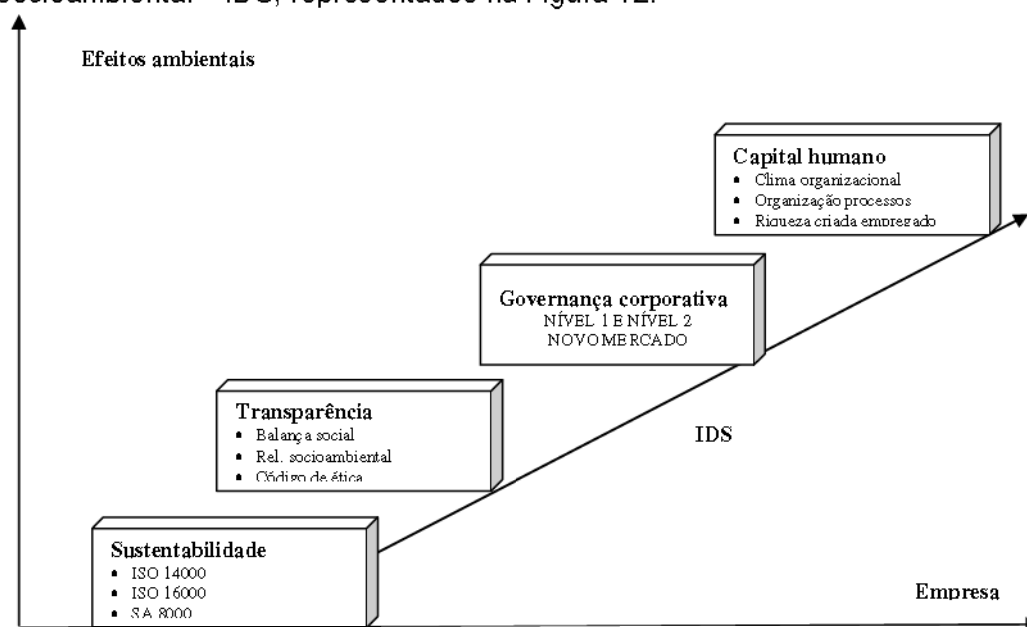 socioambiental – IDS, representados na Figura 12.
Efeitos ambientais
Capital humano
• Clima organizacional
• Organização processos
• Riqueza criada empregado
Governança corporativa
NÍVEL 1 E NÍVEL 2
NOVO MERCADO
Transparência
• Balança social
• Rel. socioambiental
• Código de ética
IDS
Sustentabilidade
• ISO 14000
• ISO 16000
• SA 8000
Empresa